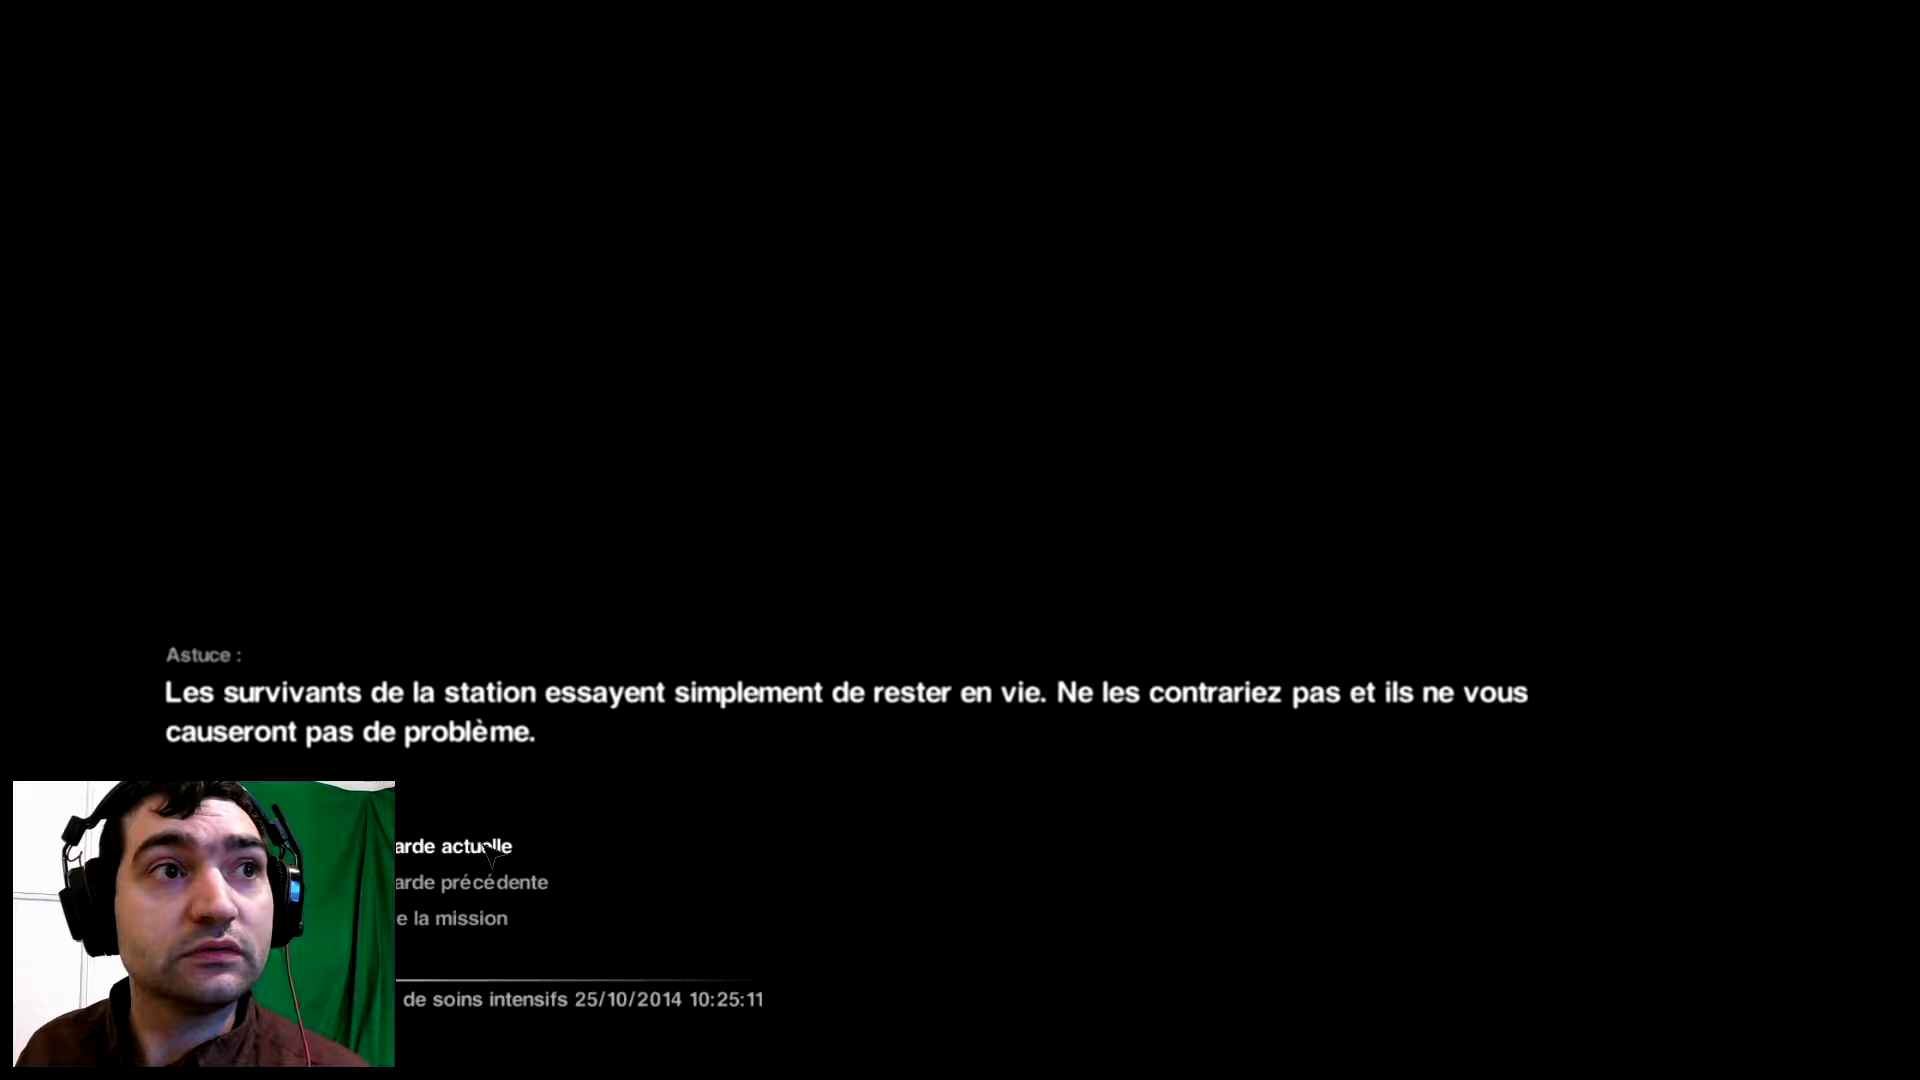 Astuce :
Les survivants de la station essayent simplement de rester en vie. Ne les contrariez pas et ils ne vous
causeront pas de problème.
arde actuelle
arde précédente
e la mission
de soins intensifs 25/10/2014 10:25:11